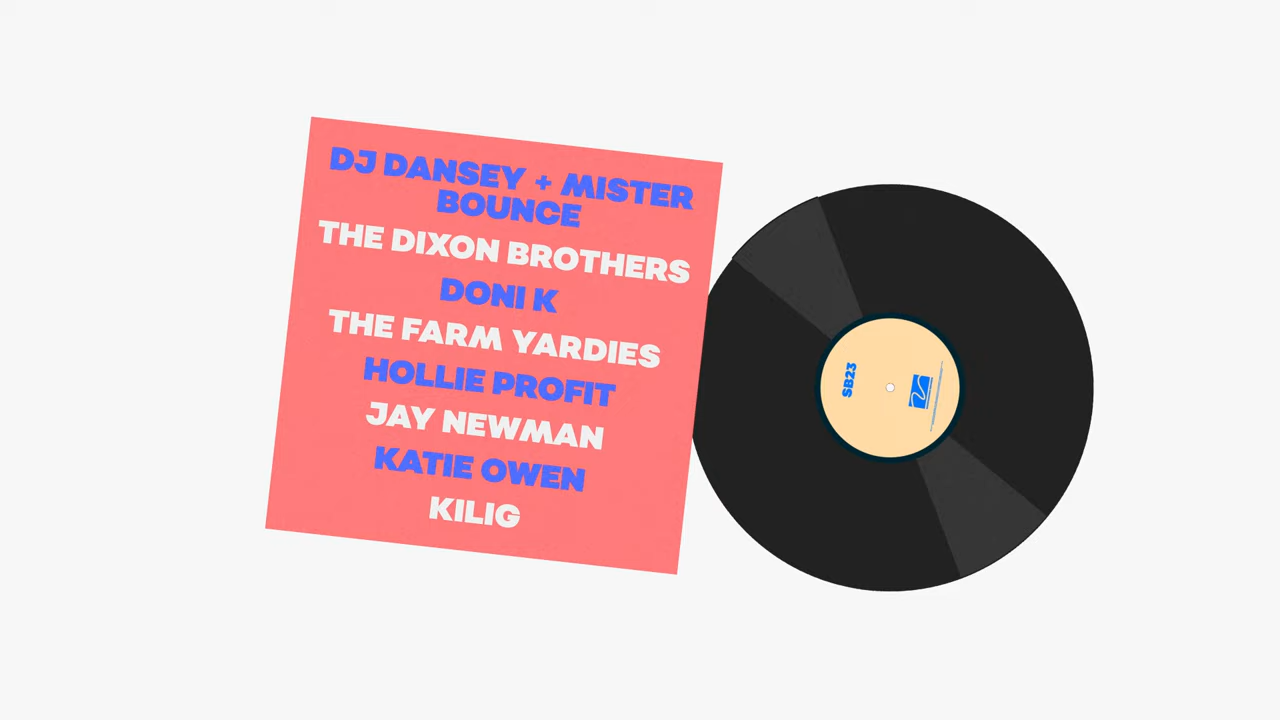 DJ DANSEY + MISTER
BOUNCE
THE DIXON BROTHERS
DONI K
THE FARM YARDIES
HOLLIE PROFIT
JAY NEWMAN
KATIE OWEN
KILIG
SB23